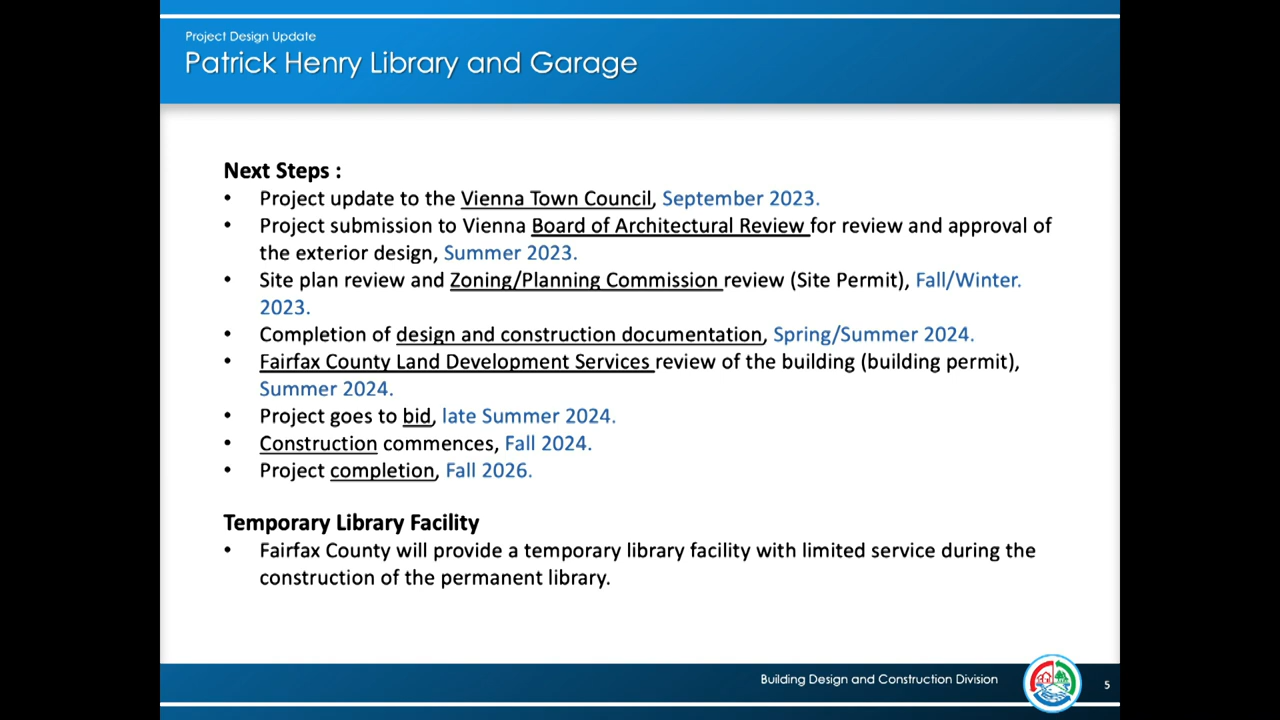 Project Design Update
Patrick Henry Library and Garage
Next Steps :
• Project update to the Vienna Town Council, September 2023.
• Project submission to Vienna Board of Architectural Review for review and approval of
the exterior design, Summer 2023.
• Site plan review and Zoning/Planning Commission review (Site Permit), Fall/Winter.
2023.
• Completion of design and construction documentation, Spring/Summer 2024.
• Fairfax County Land Development Services review of the building (building permit),
Summer 2024.
• Project goes to bid, late Summer 2024.
• Construction commences, Fall 2024.
• Project completion, Fall 2026.
Temporary Library Facility
• Fairfax County will provide a temporary library facility with limited service during the
construction of the permanent library.
Building Design and Construction Division
5